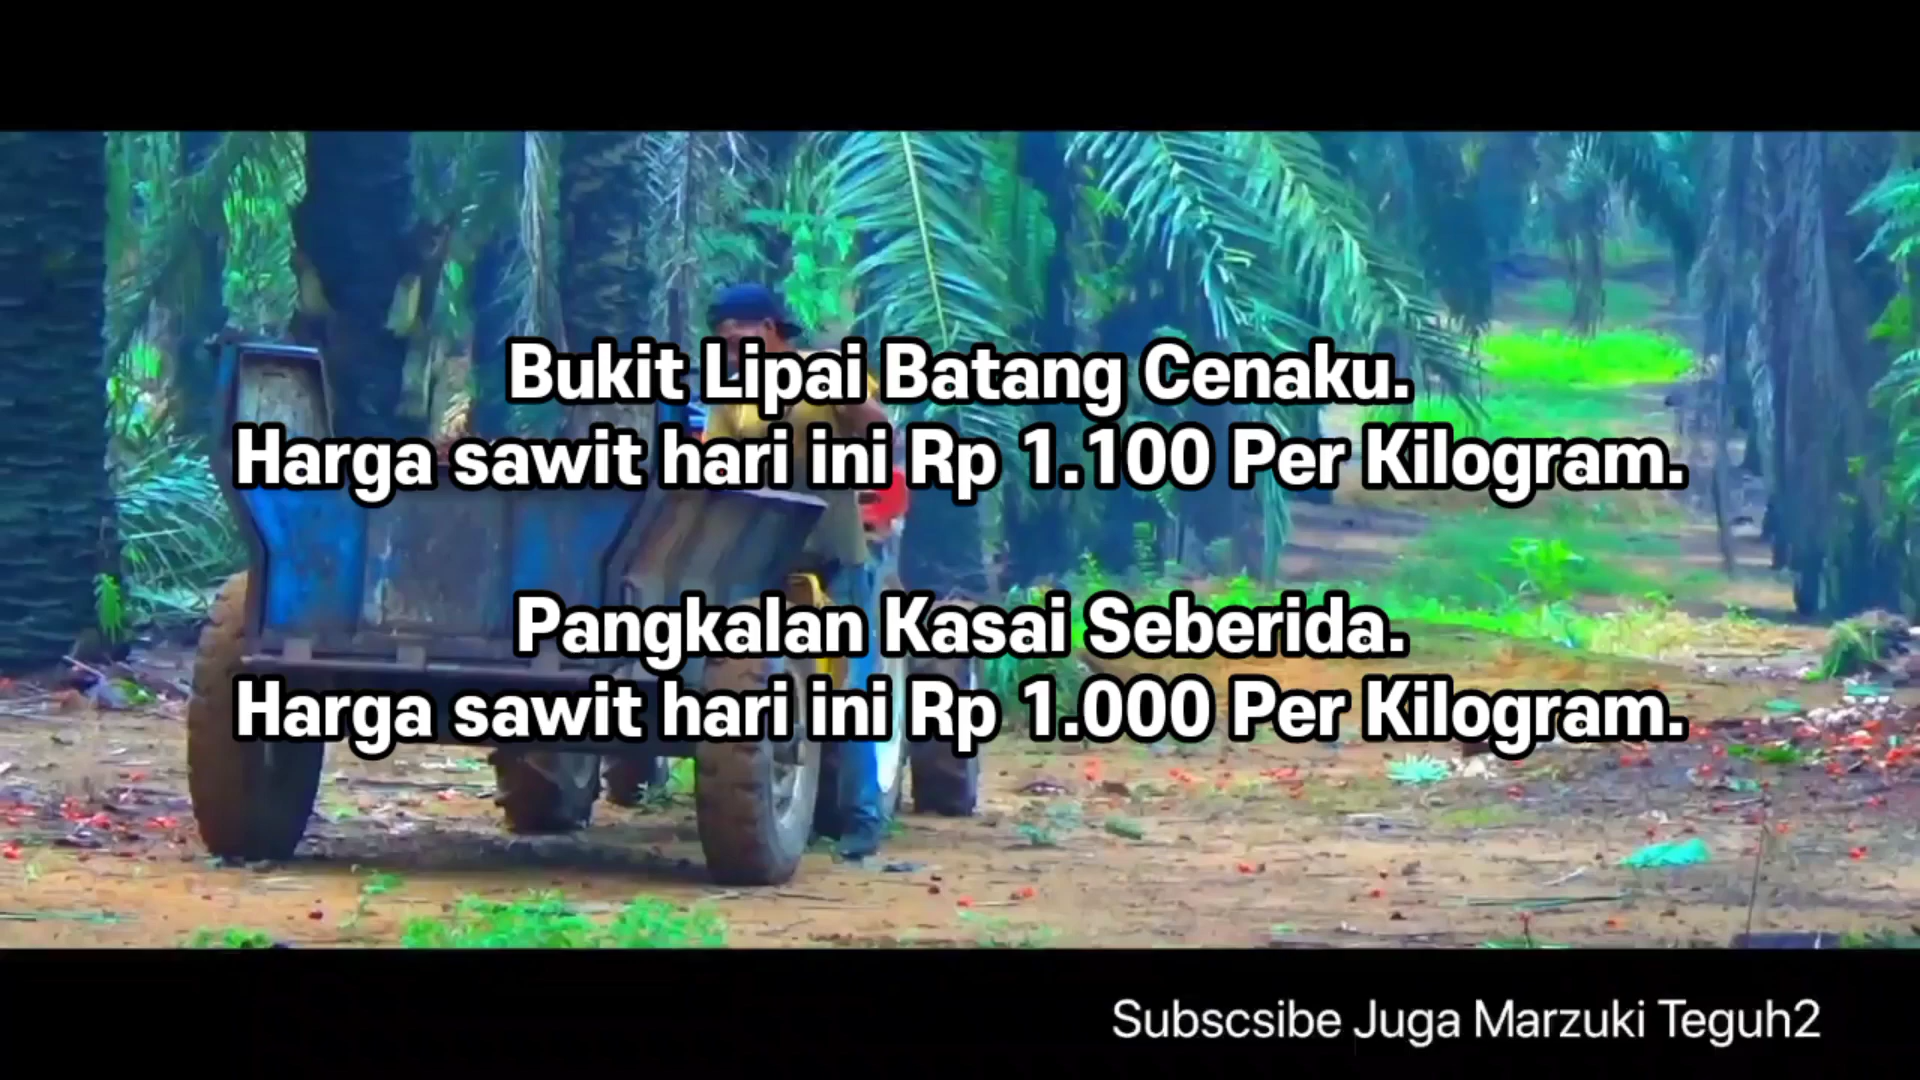 Bukit Lipai Batang Cenaku.
Harga sawit hari ini Rp 1.100 Per Kilogram.
Pangkalan Kasai Seberida.
Harga sawit hari ini Rp 1.000 Per Kilogram.
Subscsibe Juga Marzuki Teguh2